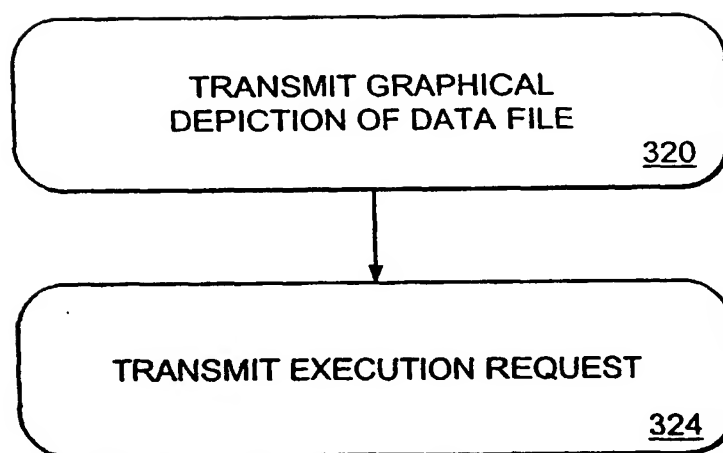 TRANSMIT GRAPHICAL
DEPICTION OF DATA FILE
320
TRANSMIT EXECUTION REQUEST
324